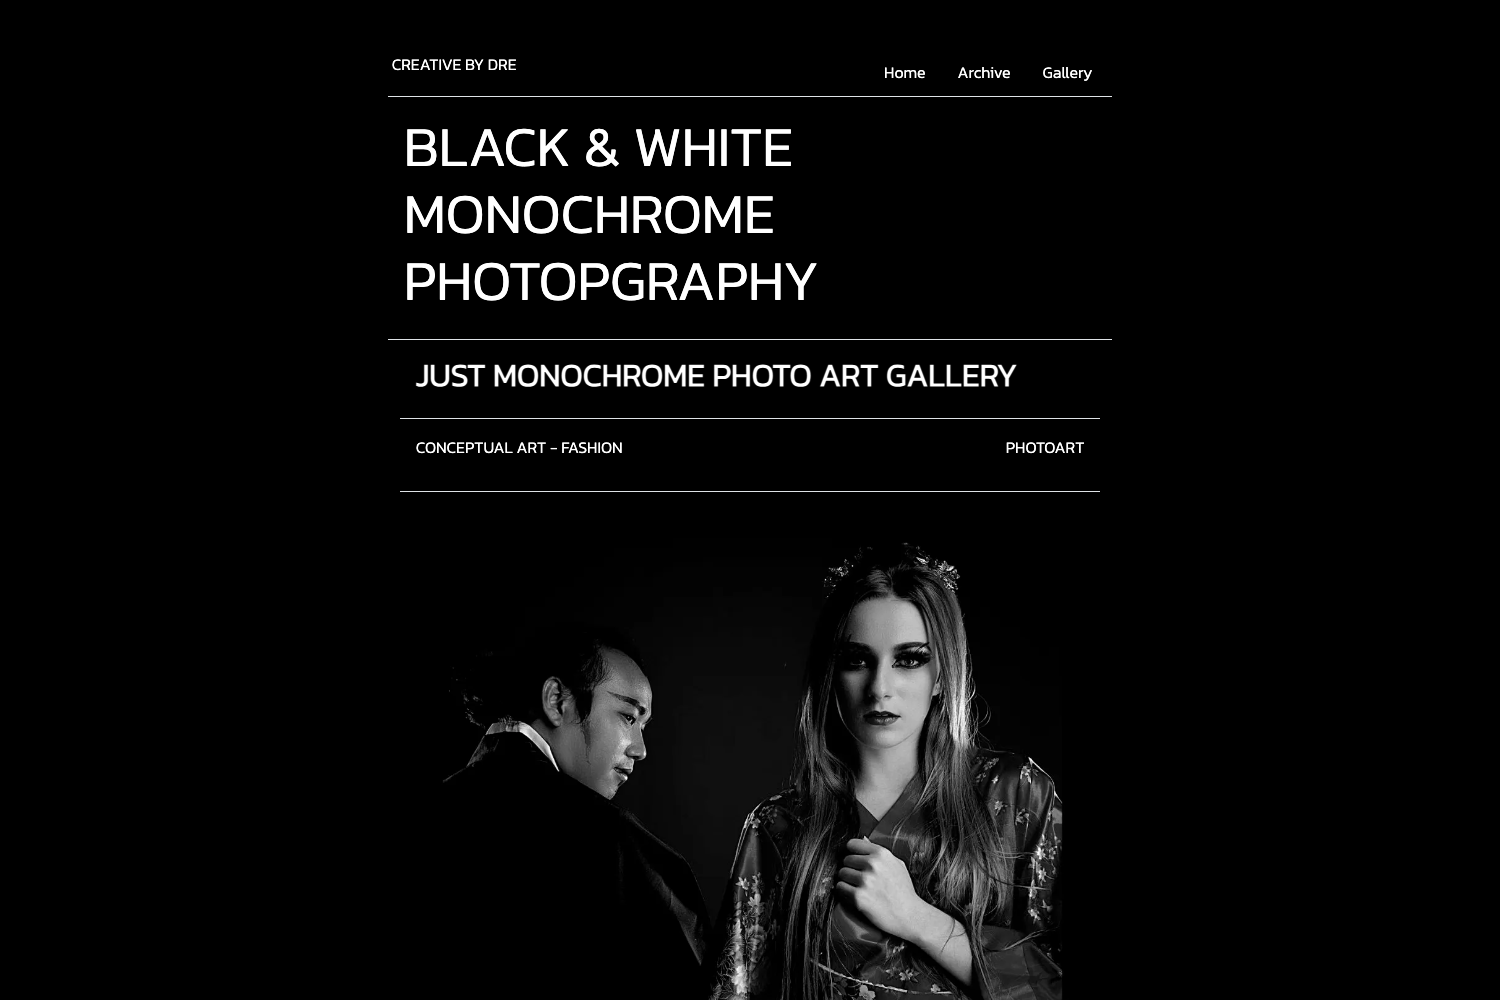 CREATIVE BY DRE
Home Archive Gallery
BLACK & WHITE
MONOCHROME
PHOTOPGRAPHY
JUST MONOCHROME PHOTO ART GALLERY
CONCEPTUAL ART – FASHION
PHOTOART